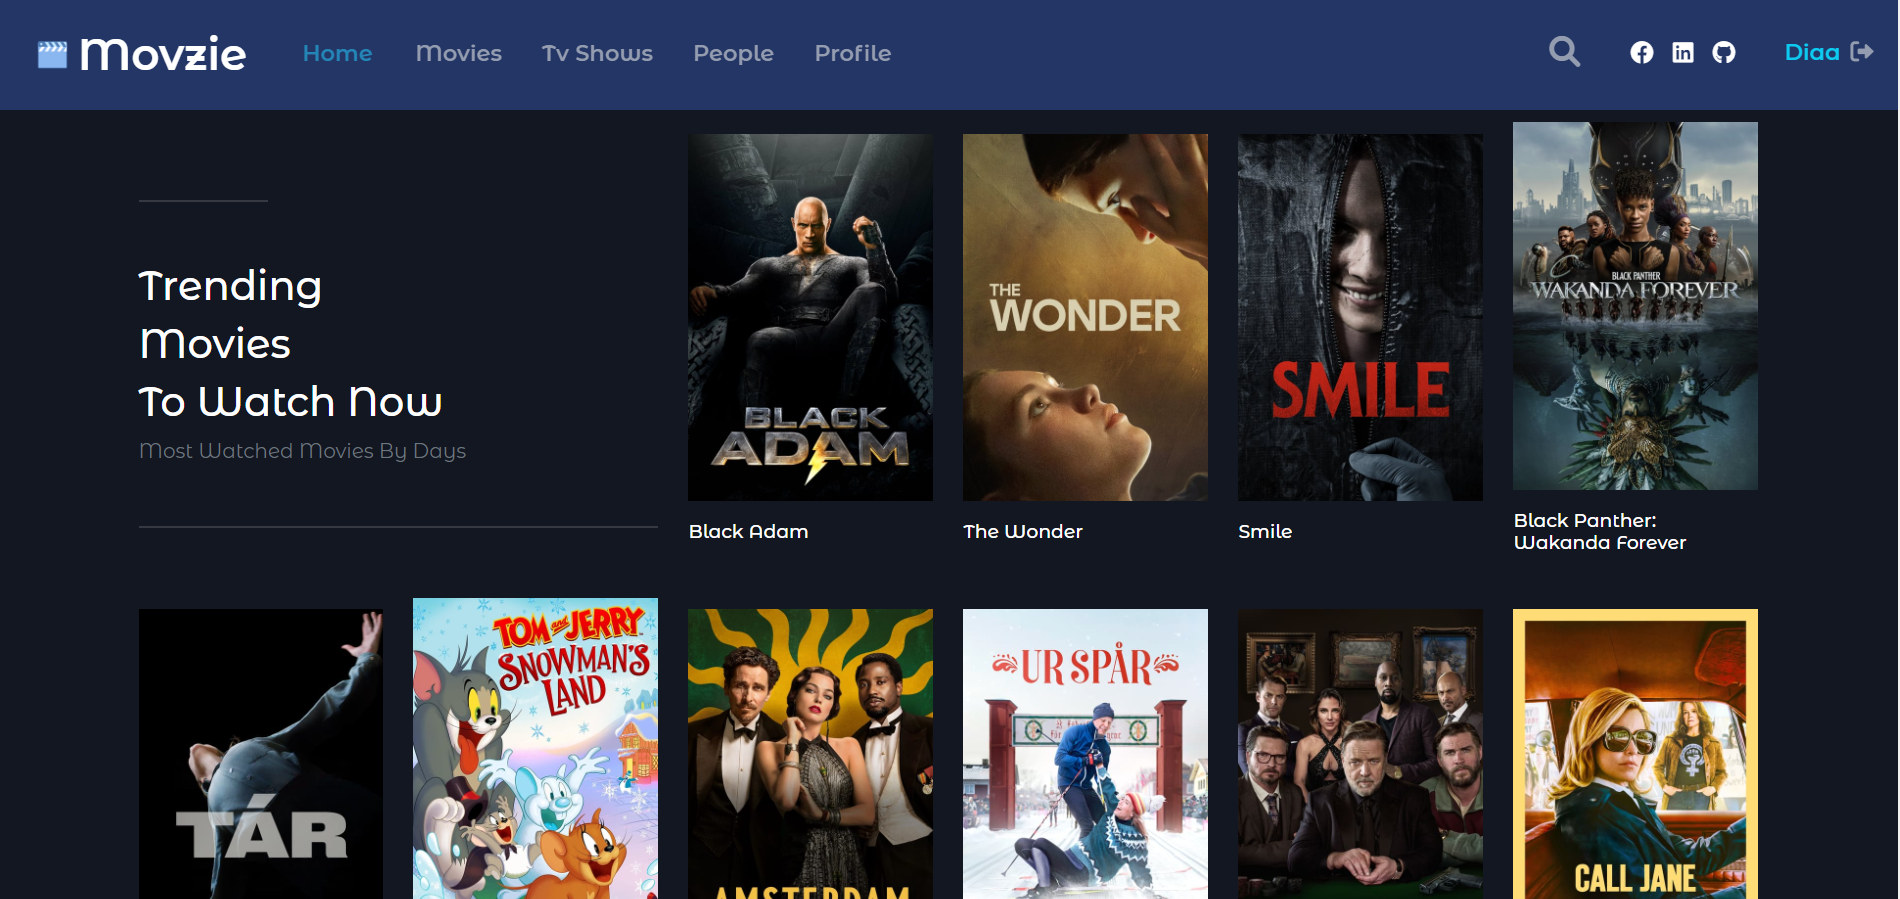 Movzie
Home Movies Tv Shows People Profile
Diaa
Trending
Movies
To Watch Now
Most Watched Movies By Days
BLACK
ADAM
Black Adam
THE
WONDER
The Wonder
SMILE
Smile
BLACK PANTHER
WAKANDA FOREVER
Black Panther:
Wakanda Forever
TÁR
TOM and JERRY
SNOWMAN'S
LAND
AMSTERDAM
UR SPÅR
CALL JANE